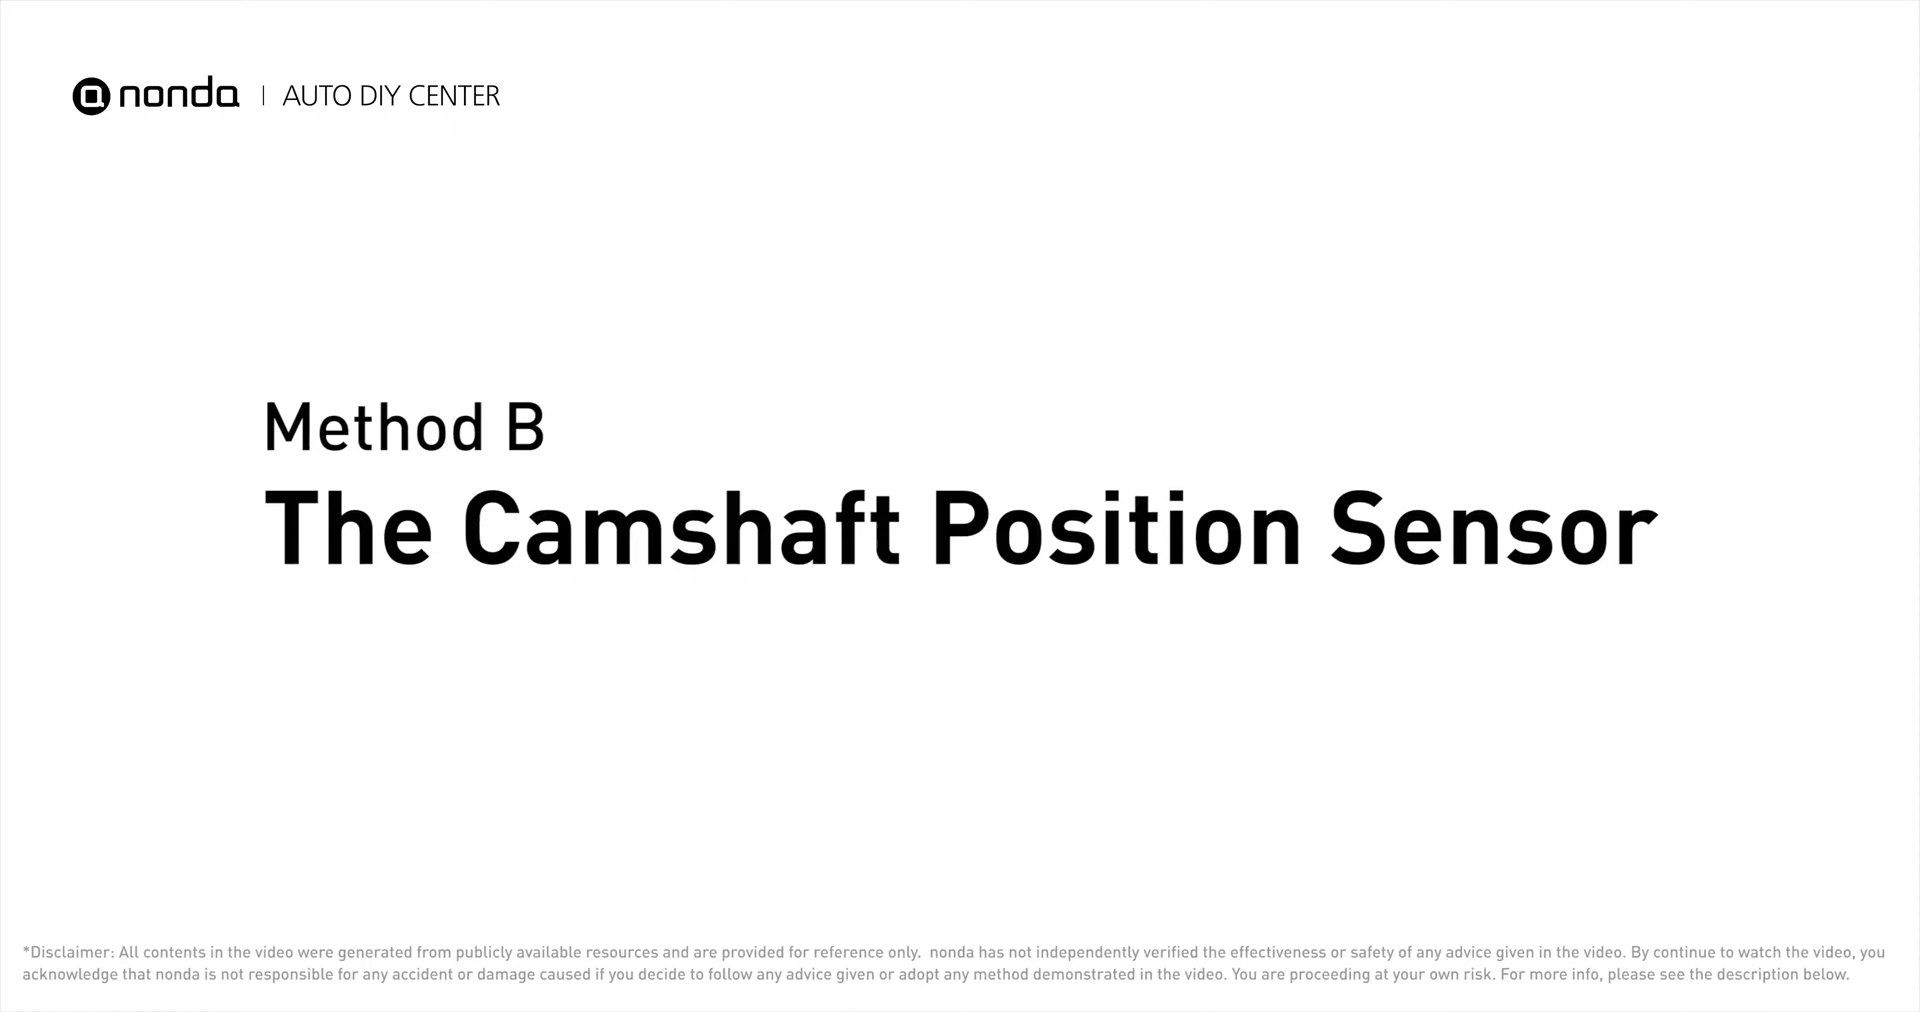 nonda | AUTO DIY CENTER
Method B
The Camshaft Position Sensor
*Disclaimer: All contents in the video were generated from publicly available resources and are provided for reference only.  nonda has not independently verified the effectiveness or safety of any advice given in the video. By continue to watch the video, you
acknowledge that nonda is not responsible for any accident or damage caused if you decide to follow any advice given or adopt any method demonstrated in the video. You are proceeding at your own risk. For more info, please see the description below.